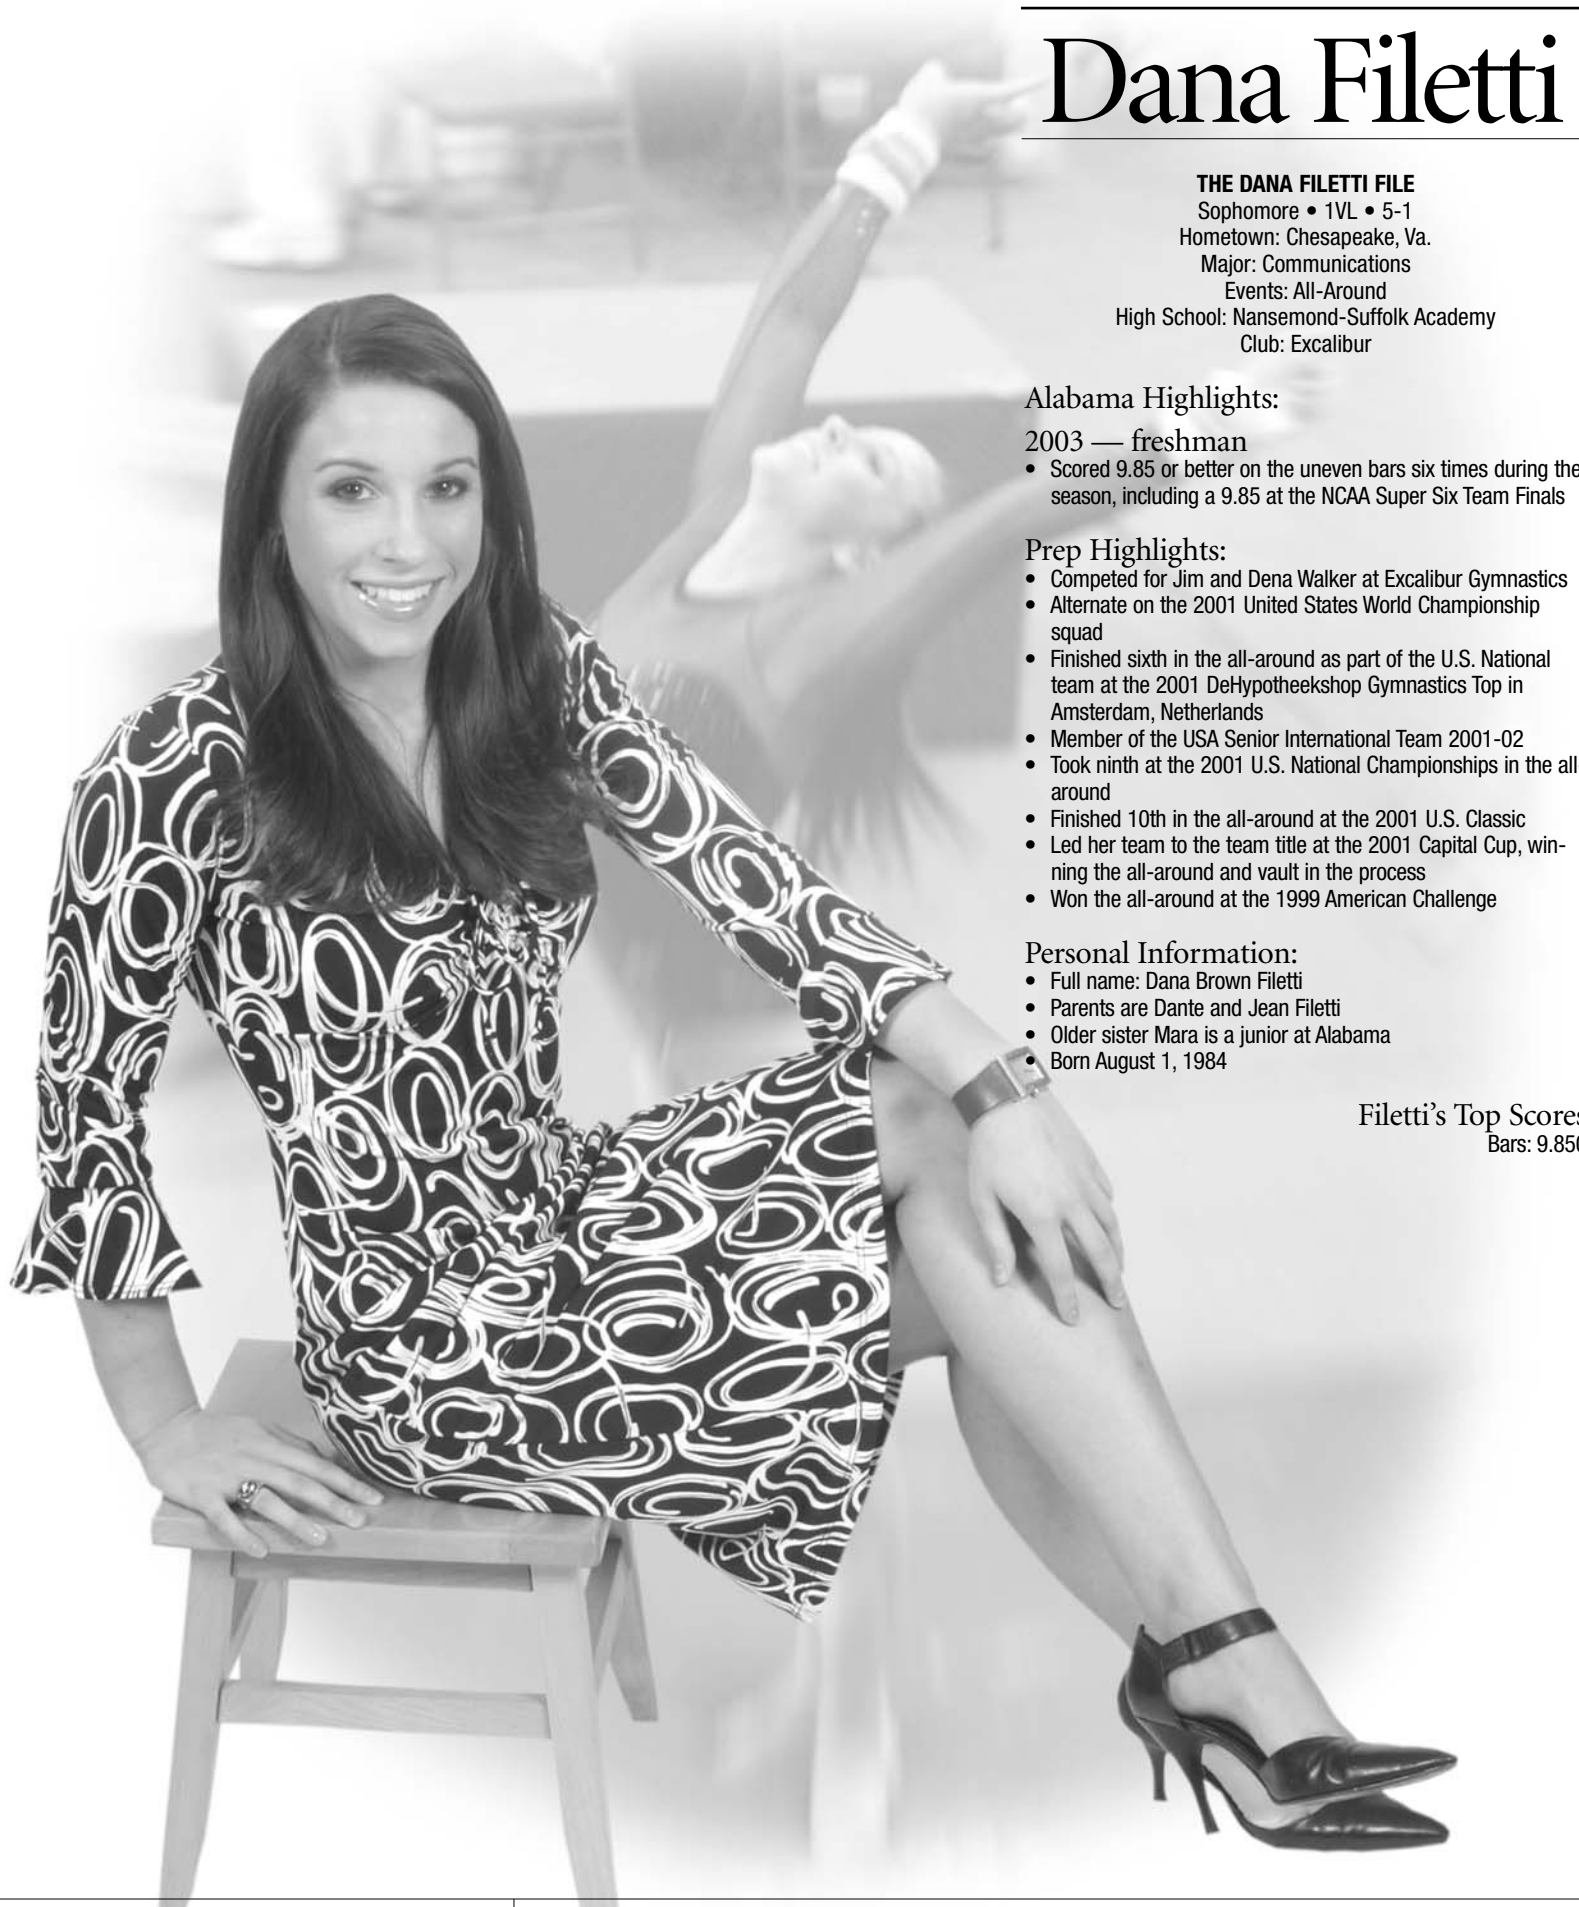 Dana Filetti
THE DANA FILETTI FILE
Sophomore • 1VL • 5-1
Hometown: Chesapeake, Va.
Major: Communications
Events: All-Around
High School: Nansemond-Suffolk Academy
Club: Excalibur
Alabama Highlights:
2003 — freshman
• Scored 9.85 or better on the uneven bars six times during the
season, including a 9.85 at the NCAA Super Six Team Finals
Prep Highlights:
• Competed for Jim and Dena Walker at Excalibur Gymnastics
• Alternate on the 2001 United States World Championship
squad
• Finished sixth in the all-around as part of the U.S. National
team at the 2001 DeHypotheekshop Gymnastics Top in
Amsterdam, Netherlands
• Member of the USA Senior International Team 2001-02
• Took ninth at the 2001 U.S. National Championships in the all
around
• Finished 10th in the all-around at the 2001 U.S. Classic
• Led her team to the team title at the 2001 Capital Cup, win-
ning the all-around and vault in the process
• Won the all-around at the 1999 American Challenge
Personal Information:
• Full name: Dana Brown Filetti
• Parents are Dante and Jean Filetti
• Older sister Mara is a junior at Alabama
• Born August 1, 1984
Filetti's Top Scores
Bars: 9.850